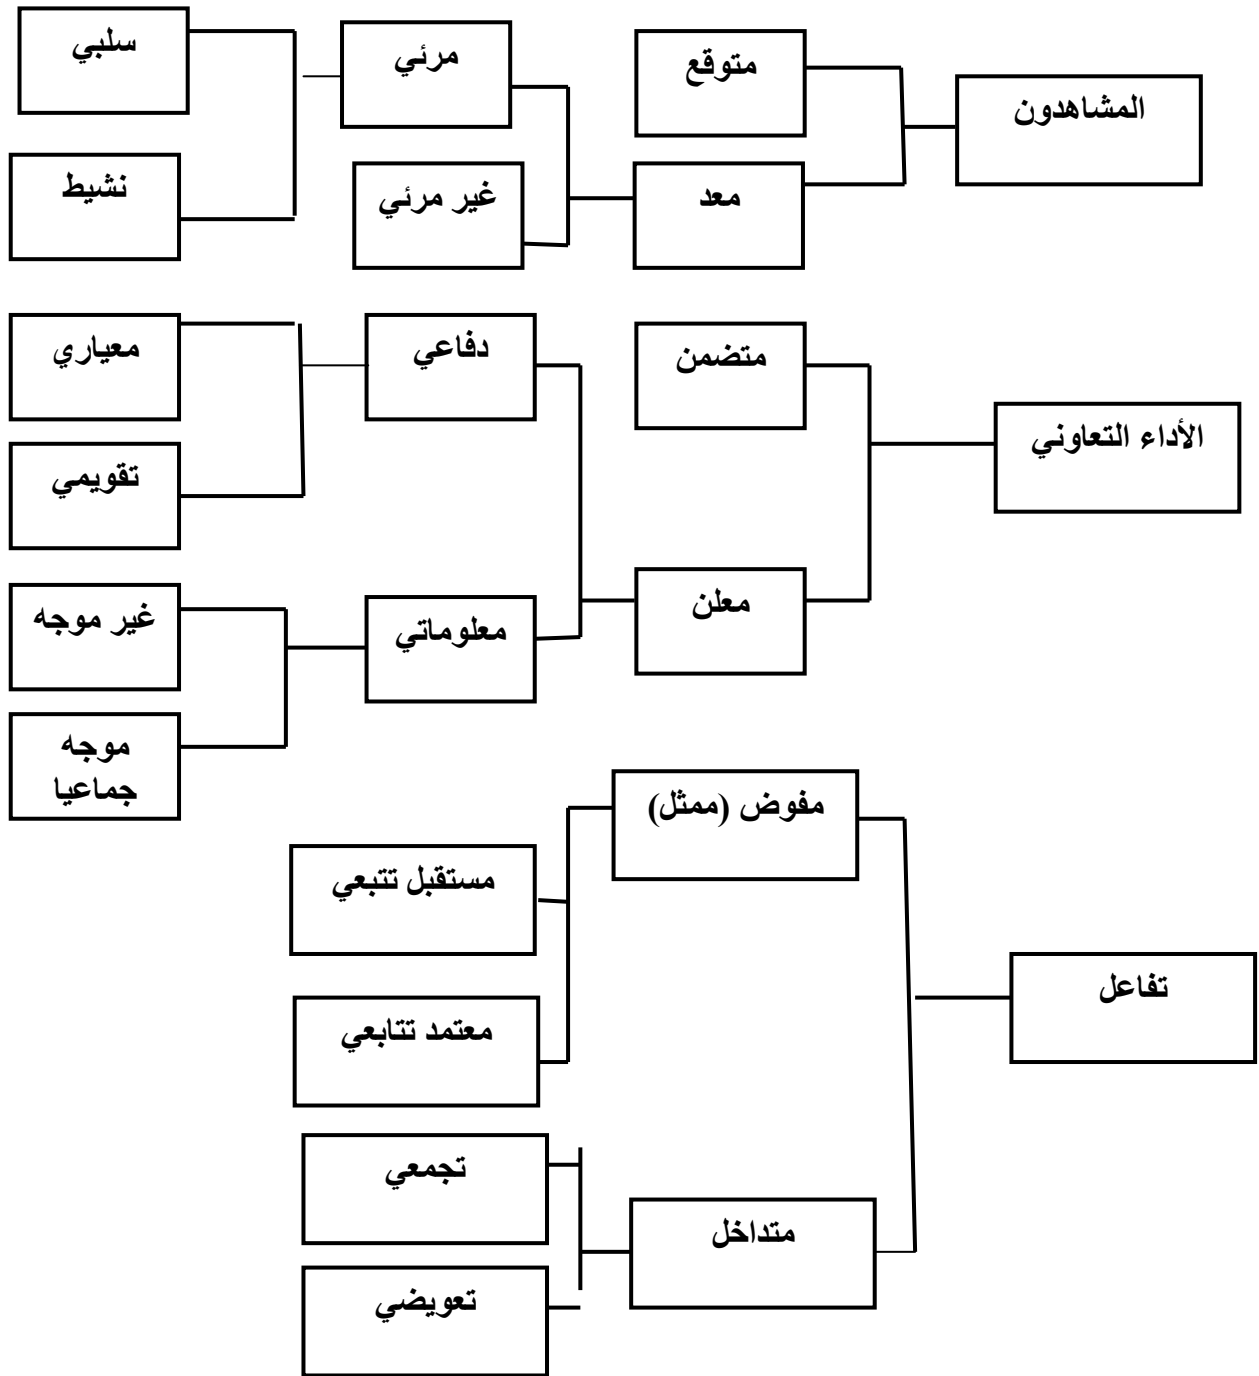 المشاهدون
متوقع
معد
مرئي
غير مرئي
سلبي
نشيط
الأداء التعاوني
متضمن
معلن
دفاعي
معلوماتي
معياري
تقويمي
غير موجه
موجه
جماعيا
تفاعل
مفوض (ممثل)
مستقبل تتبعي
معتمد تتابعي
متداخل
تجمعي
تعويضي